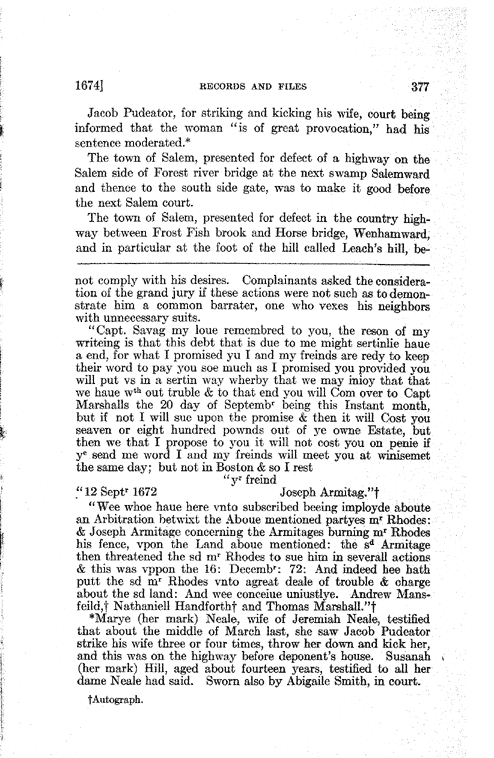 1674] RECORDS AND FILES 377
Jacob Pudeator, for striking and kicking his wife, court being
informed that the woman "is of great provocation," had his
sentence moderated.*
The town of Salem, presented for defect of a highway on the
Salem side of Forest river bridge at the next swamp Salemward
and thence to the south side gate, was to make it good before
the next Salem court.
The town of Salem, presented for defect in the country high-
way between Frost Fish brook and Horse bridge, Wenhamward,
and in particular at the foot of the hill called Leach's hill, be-
not comply with his desires. Complainants asked the considera-
tion of the grand jury if these actions were not such as to demon-
strate him a common barrater, one who vexes his neighbors
with unnecessary suits.
"Capt. Savag my loue remembred to you, the reson of my
writeing is that this debt that is due to me might sertinlie haue
a end, for what I promised yu I and my freinds are redy to keep
their word to pay you soe much as I promised you provided you
will put vs in a sertin way wherby that we may inioy that that
we haue wth out truble & to that end you will Com over to Capt
Marshalls the 20 day of Septembr being this Instant month,
but if not I will sue upon the promise & then it will Cost you
seaven or eight hundred pownds out of ye owne Estate, but
then we that I propose to you it will not cost you on penie if
ye send me word I and my freinds will meet you at winisemet
the same day; but not in Boston & so I rest
"yr freind
"12 Septr 1672 Joseph Armitag."†
"Wee whoe haue here vnto subscribed beeing imployde aboute
an Arbitration betwixt the Aboue mentioned partyes mr Rhodes:
& Joseph Armitage concerning the Armitages burning mr Rhodes
his fence, vpon the Land aboue mentioned: the sd Armitage
then threatened the sd mr Rhodes to sue him in severall actions
& this was vppon the 16: Decembr: 72: And indeed hee hath
putt the sd mr Rhodes vnto agreat deale of trouble & charge
about the sd land: And wee conceiue uniustlye. Andrew Mans-
feild,† Nathaniell Handforth† and Thomas Marshall."†
*Marye (her mark) Neale, wife of Jeremiah Neale, testified
that about the middle of March last, she saw Jacob Pudeator
strike his wife three or four times, throw her down and kick her,
and this was on the highway before deponent's house. Susanah
(her mark) Hill, aged about fourteen years, testified to all her
dame Neale had said. Sworn also by Abigaile Smith, in court.
†Autograph.